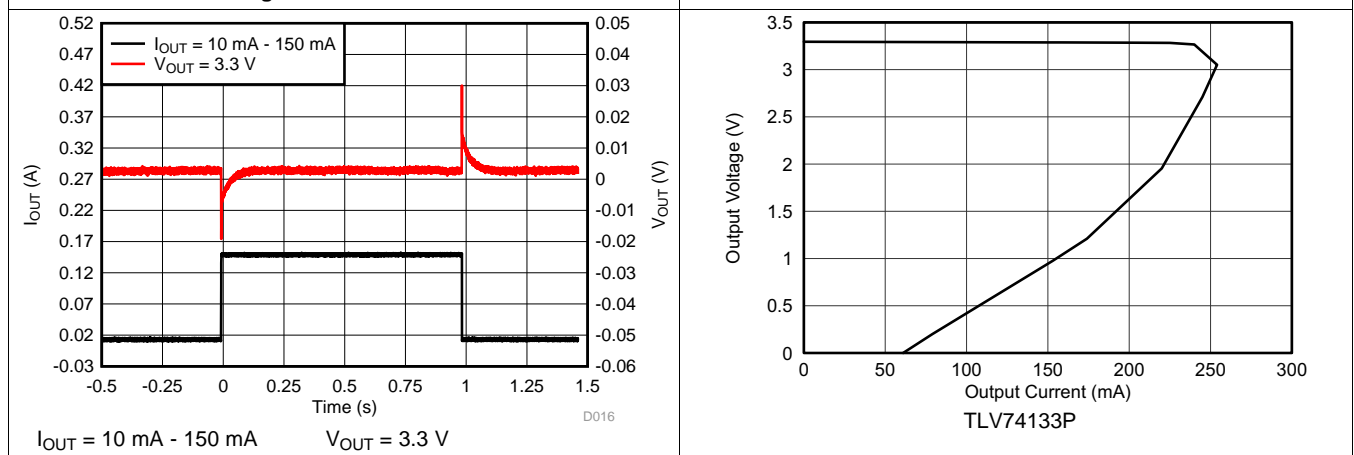 I_OUT = 10 mA - 150 mA
V_OUT = 3.3 V
0.52
0.47
0.42
0.37
0.32
0.27
0.22
0.17
0.12
0.07
0.02
-0.03
I_OUT (A)
0.05
0.04
0.03
0.02
0.01
0
-0.01
-0.02
-0.03
-0.04
-0.05
-0.06
V_OUT (V)
-0.5 -0.25 0 0.25 0.5 0.75 1 1.25 1.5
Time (s)
D016
I_OUT = 10 mA - 150 mA V_OUT = 3.3 V
3.5
3
2.5
2
1.5
1
0.5
0
Output Voltage (V)
0 50 100 150 200 250 300
Output Current (mA)
TLV74133P